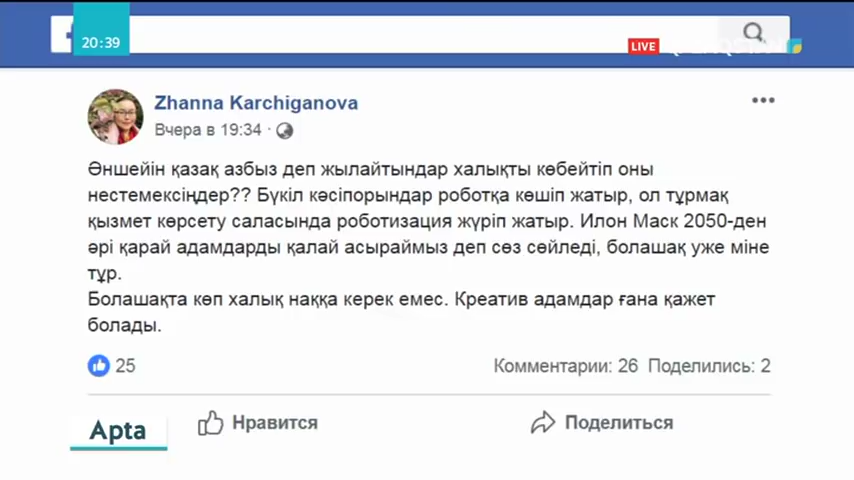 20:39
LIVE
Zhanna Karchiganova
Вчера в 19:34
Әншейін қазақ азбыз деп жылайтындар халықты көбейтіп оны
нестемексіңдер?? Бүкіл кәсіпорындар роботқа көшіп жатыр, ол тұрмақ
қызмет көрсету саласында роботизация жүріп жатыр. Илон Маск 2050-ден
әрі қарай адамдарды қалай асыраймыз деп сөз сөйледі, болашақ уже міне
тұр.
Болашақта көп халық наққа керек емес. Креатив адамдар ғана қажет
болады.
25
Комментарии: 26 Поделились: 2
Нравится
Поделиться
Арта